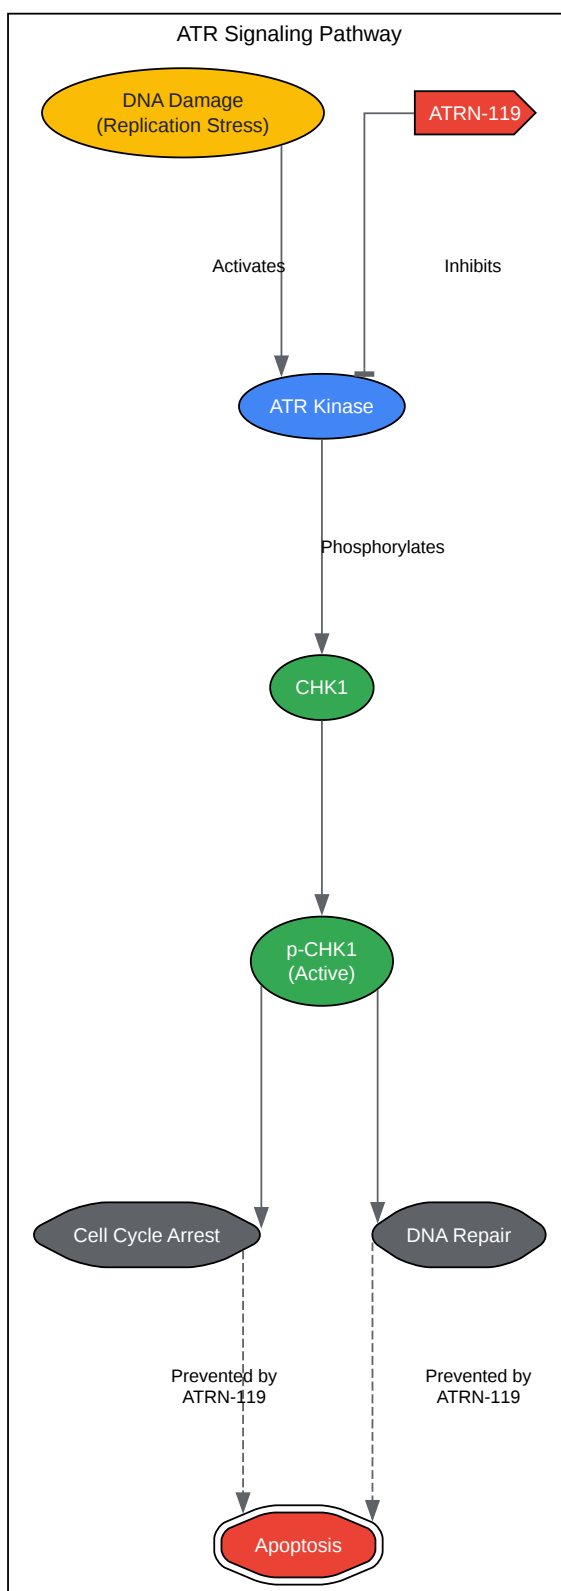 ATR Signaling Pathway
DNA Damage
(Replication Stress)
ATRN-119
Activates
Inhibits
ATR Kinase
Phosphorylates
CHK1
p-CHK1
(Active)
Cell Cycle Arrest
DNA Repair
Prevented by
ATRN-119
Prevented by
ATRN-119
Apoptosis